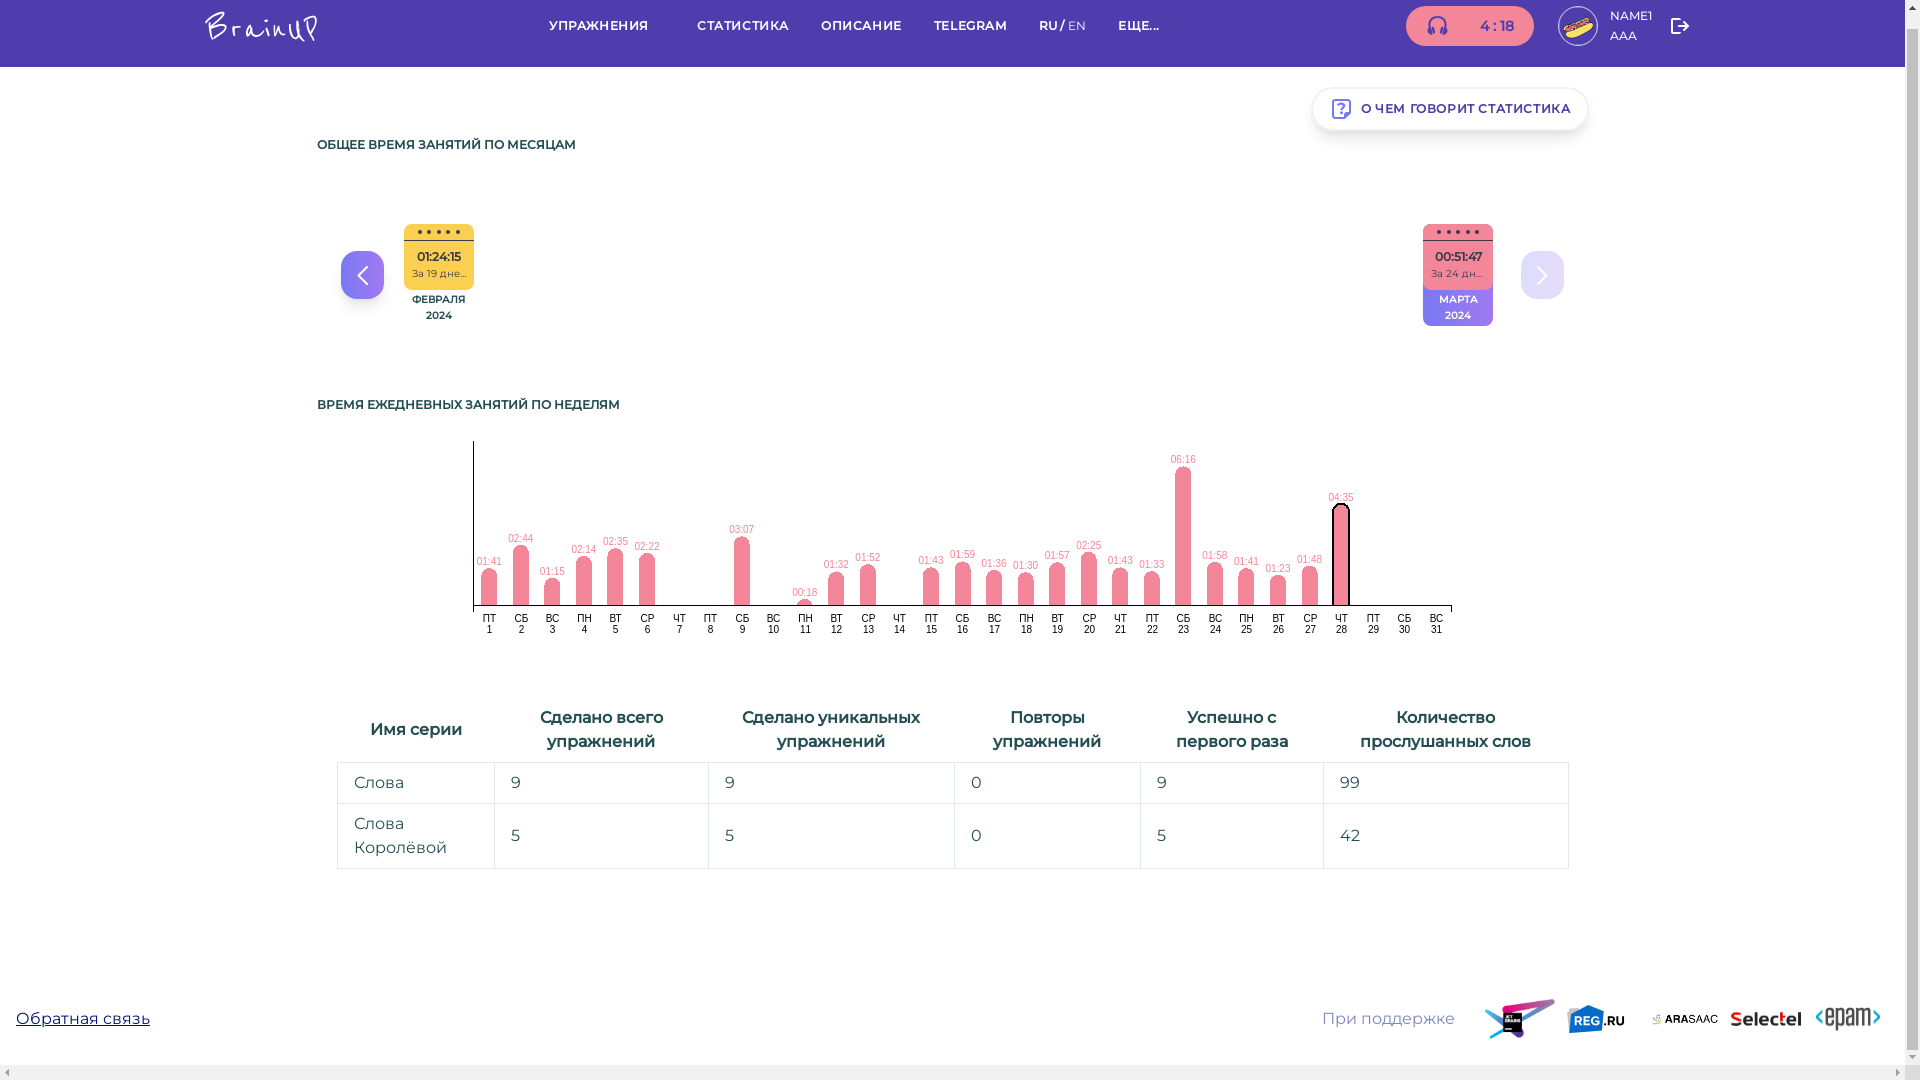 BrainUP
УПРАЖНЕНИЯ СТАТИСТИКА ОПИСАНИЕ TELEGRAM RU / EN ЕЩЕ...
4 : 18
NAME1
AAA
О ЧЕМ ГОВОРИТ СТАТИСТИКА
ОБЩЕЕ ВРЕМЯ ЗАНЯТИЙ ПО МЕСЯЦАМ
01:24:15
За 19 дне...
ФЕВРАЛЯ
2024
00:51:47
За 24 дн...
МАРТА
2024
ВРЕМЯ ЕЖЕДНЕВНЫХ ЗАНЯТИЙ ПО НЕДЕЛЯМ
01:41 02:44 01:15 02:14 02:35 02:22 03:07 00:18 01:32 01:52 01:43 01:59 01:36 01:30 01:57 02:25 01:43 01:33 06:16 01:58 01:41 01:23 01:48 04:35
ПТ СБ ВС ПН ВТ СР ЧТ ПТ СБ ВС ПН ВТ СР ЧТ ПТ СБ ВС ПН ВТ СР ЧТ ПТ СБ ВС ПН ВТ СР ЧТ ПТ СБ ВС
1 2 3 4 5 6 7 8 9 10 11 12 13 14 15 16 17 18 19 20 21 22 23 24 25 26 27 28 29 30 31
Имя серии
Сделано всего
упражнений
Сделано уникальных
упражнений
Повторы
упражнений
Успешно с
первого раза
Количество
прослушанных слов
Слова 9 9 0 9 99
Слова
Королёвой
5 5 0 5 42
Обратная связь
При поддержке
JET
BRAINS
REG.RU
ARASAAC
Selectel
<epam>